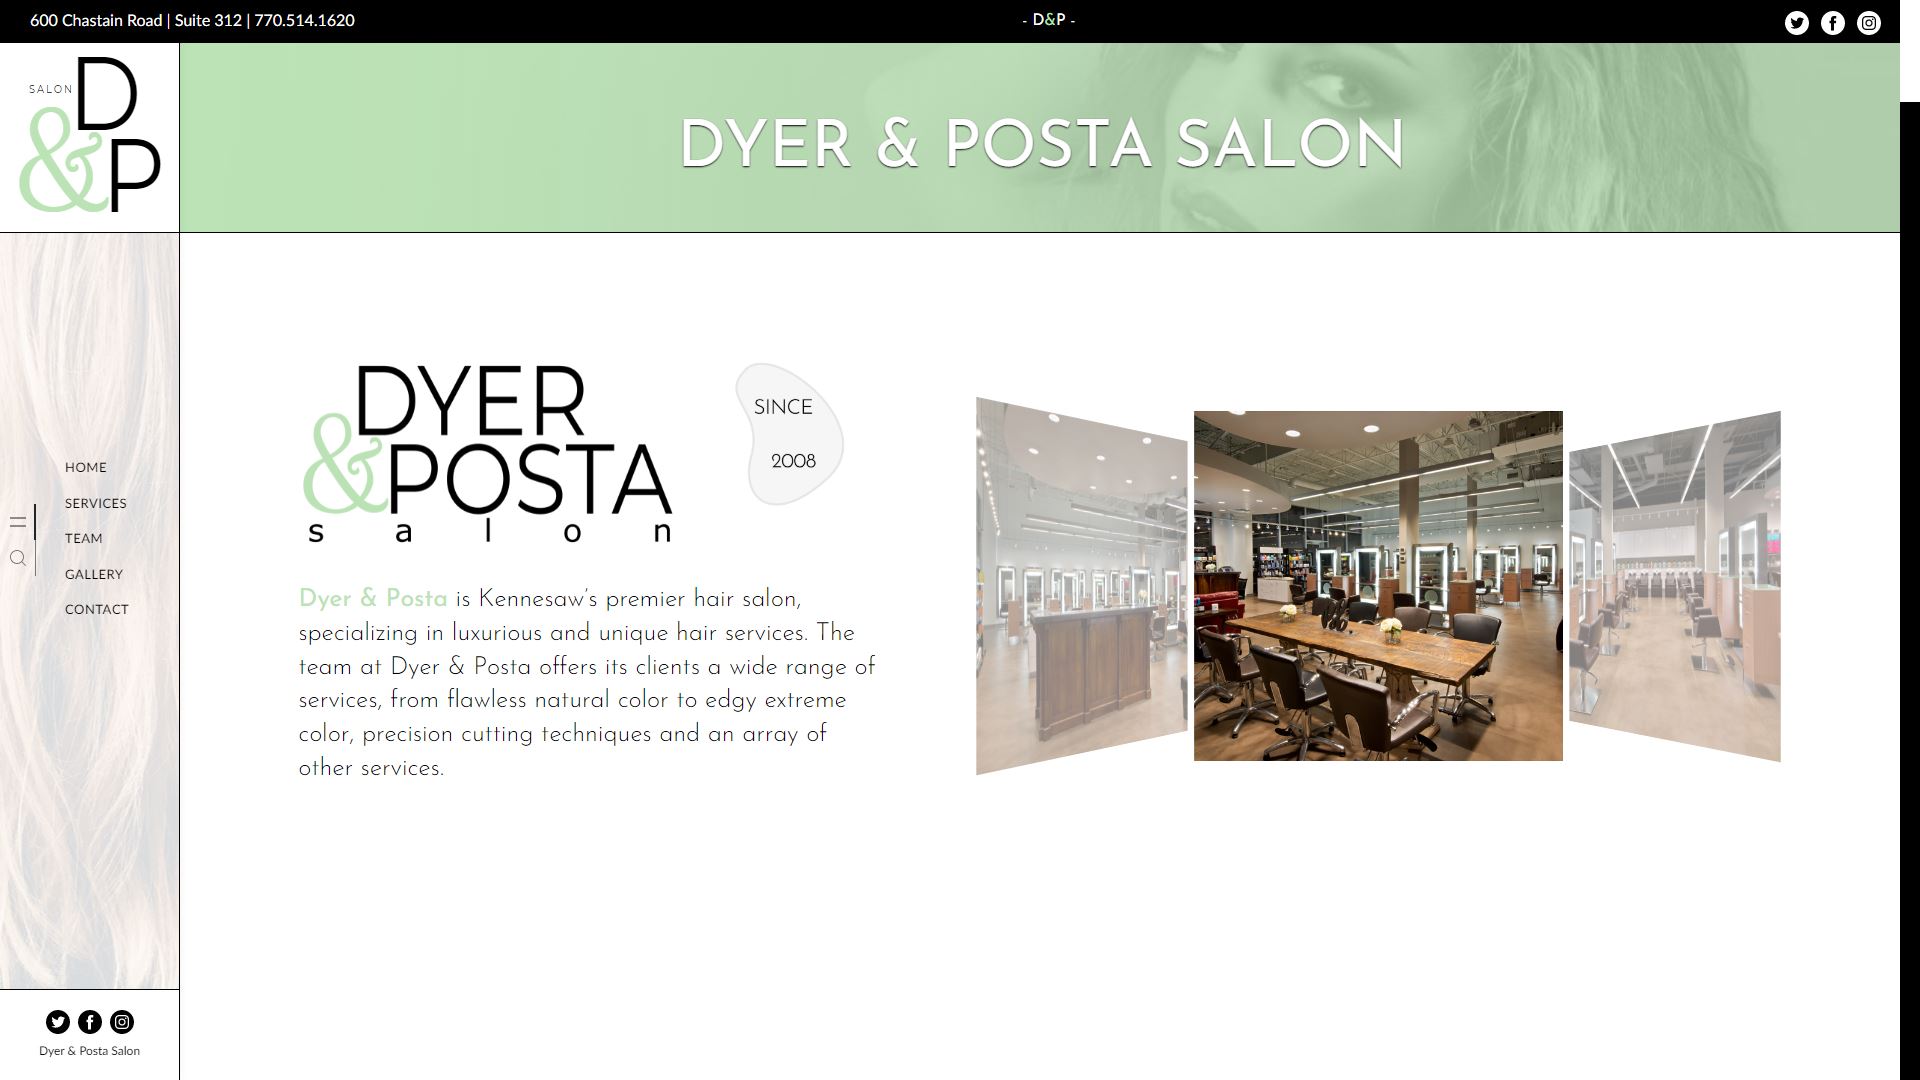 600 Chastain Road | Suite 312 | 770.514.1620
- D&P -
SALON D
&P
DYER & POSTA SALON
HOME
SERVICES
TEAM
GALLERY
CONTACT
DYER
&POSTA
salon
SINCE
2008
Dyer & Posta is Kennesaw's premier hair salon,
specializing in luxurious and unique hair services. The
team at Dyer & Posta offers its clients a wide range of
services, from flawless natural color to edgy extreme
color, precision cutting techniques and an array of
other services.
Dyer & Posta Salon